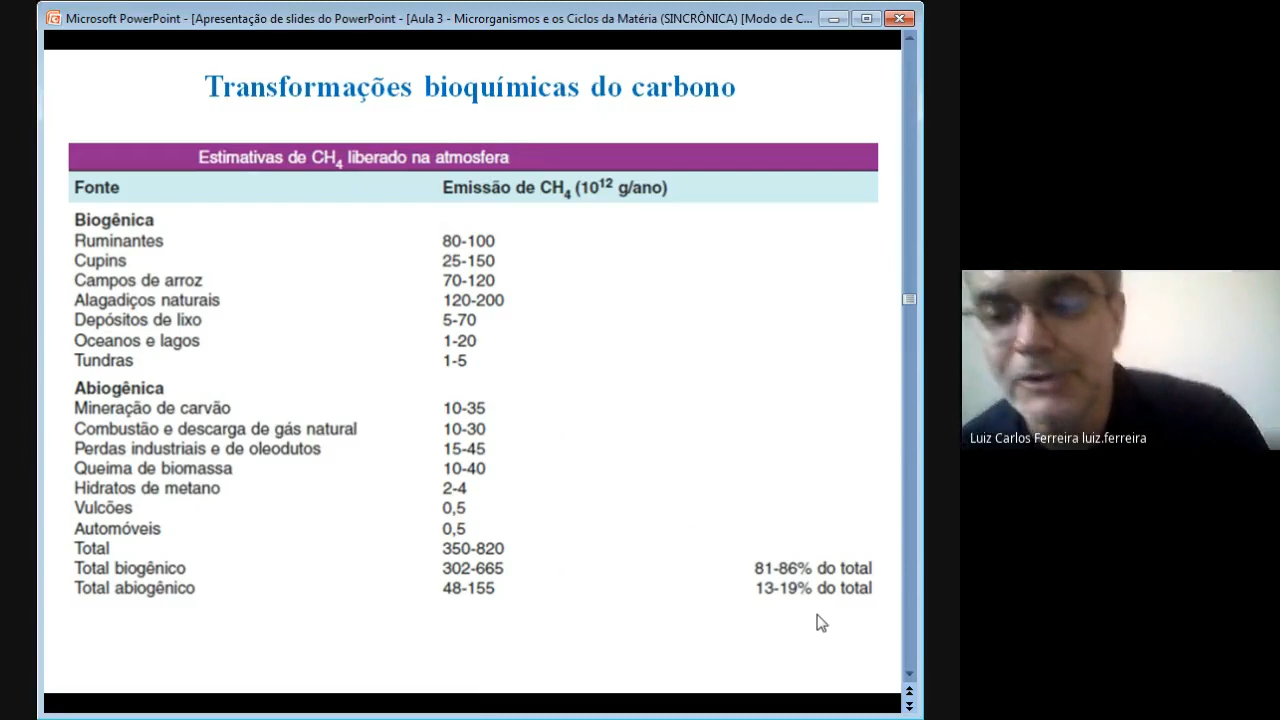 Microsoft PowerPoint - [Apresentação de slides do PowerPoint - [Aula 3 - Microrganismos e os Ciclos da Matéria (SINCRÔNICA) [Modo de C...
Transformações bioquímicas do carbono
Estimativas de CH₄ liberado na atmosfera
Fonte Emissão de CH₄ (10¹² g/ano)
Biogênica
Ruminantes 80-100
Cupins 25-150
Campos de arroz 70-120
Alagadiços naturais 120-200
Depósitos de lixo 5-70
Oceanos e lagos 1-20
Tundras 1-5
Abiogênica
Mineração de carvão 10-35
Combustão e descarga de gás natural 10-30
Perdas industriais e de oleodutos 15-45
Queima de biomassa 10-40
Hidratos de metano 2-4
Vulcões 0,5
Automóveis 0,5
Total 350-820
Total biogênico 302-665 81-86% do total
Total abiogênico 48-155 13-19% do total
Luiz Carlos Ferreira luiz.ferreira